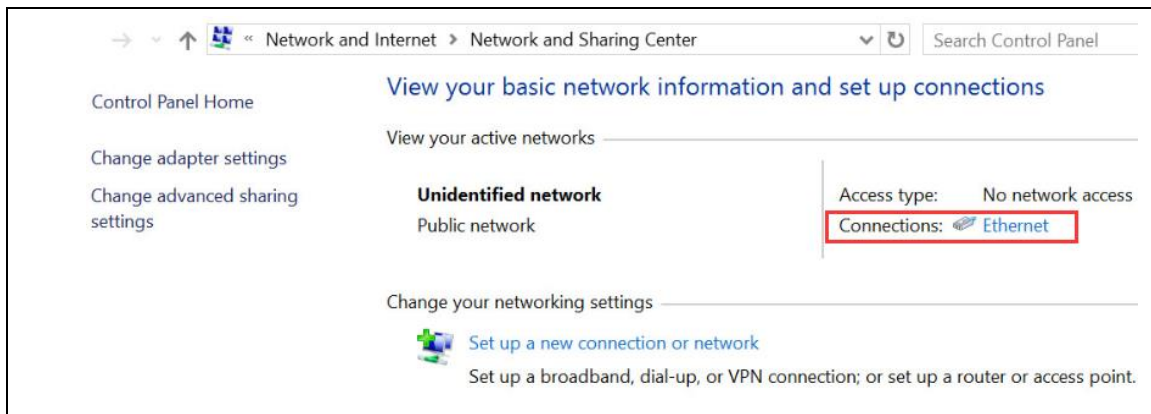 « Network and Internet > Network and Sharing Center
Search Control Panel
Control Panel Home
Change adapter settings
Change advanced sharing
settings
View your basic network information and set up connections
View your active networks
Unidentified network
Public network
Access type: No network access
Connections: Ethernet
Change your networking settings
Set up a new connection or network
Set up a broadband, dial-up, or VPN connection; or set up a router or access point.